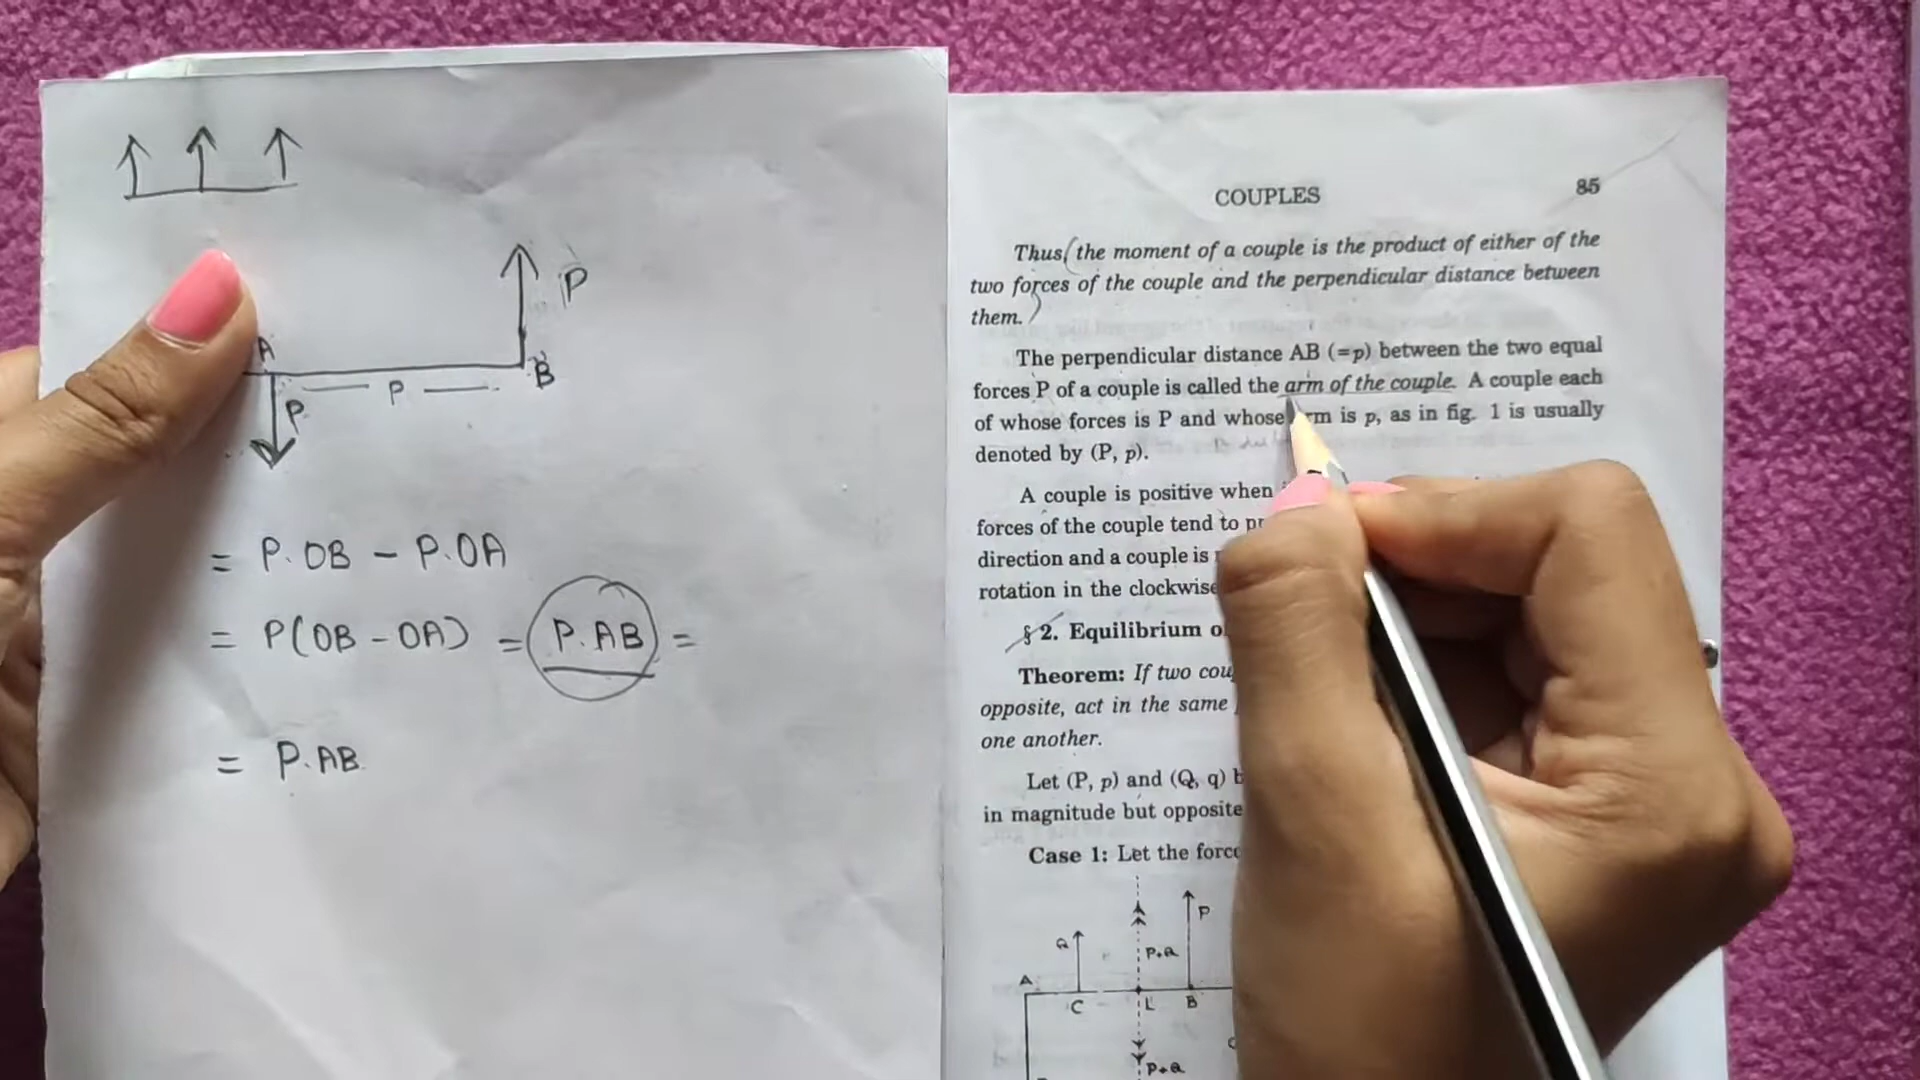 P
A
B
P
P
= P.OB - P.OA
= P(OB - OA) = P.AB =
= P.AB
COUPLES 85
Thus, the moment of a couple is the product of either of the
two forces of the couple and the perpendicular distance between
them.
The perpendicular distance AB (=p) between the two equal
forces P of a couple is called the arm of the couple. A couple each
of whose forces is P and whose is p, as in fig. 1 is usually
denoted by (P, p).
A couple is positive when
forces of the couple tend to
direction and a couple is
rotation in the clockwise
§ 2. Equilibrium
Theorem: If two
opposite, act in the same
one another.
Let (P, p) and (Q, q)
in magnitude but opposite
Case 1: Let the
P
Q
P+Q
A
C L B
P+Q